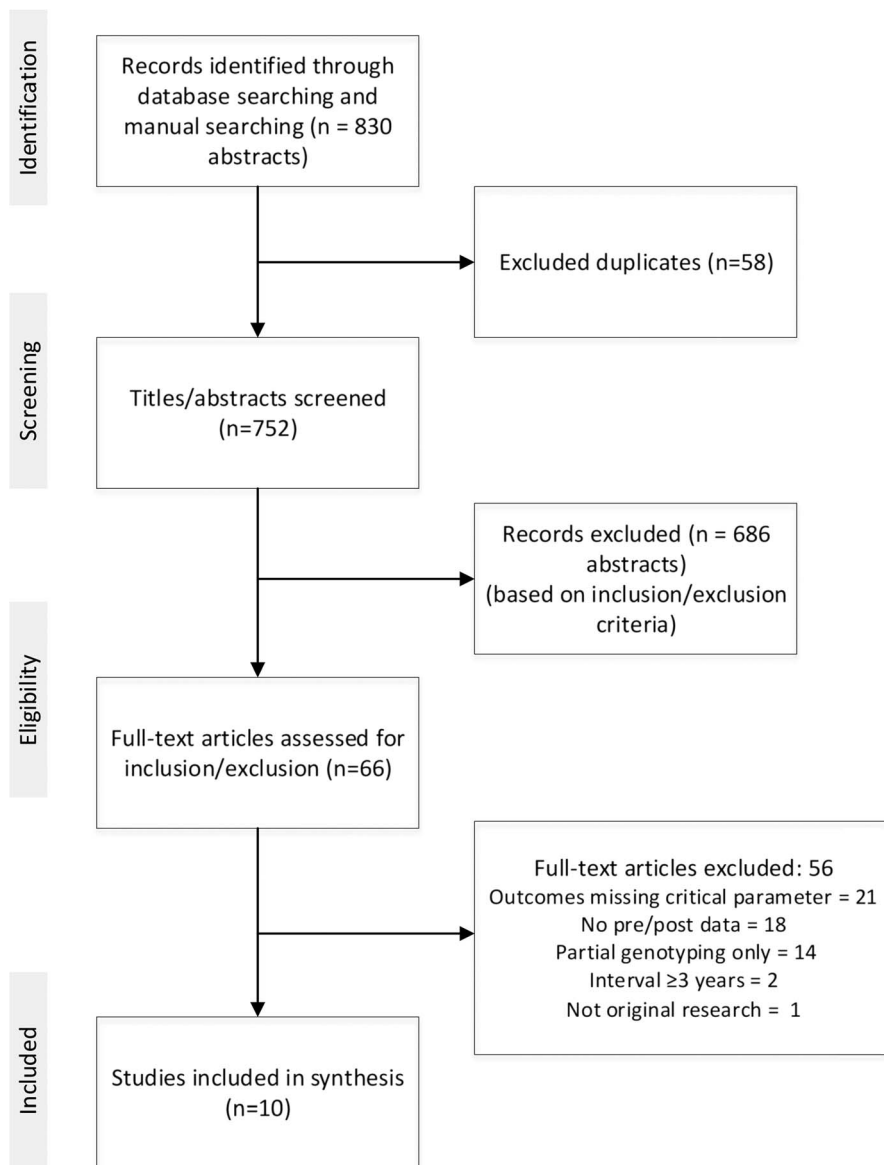 Identification
Records identified through
database searching and
manual searching (n = 830
abstracts)
Excluded duplicates (n=58)
Screening
Titles/abstracts screened
(n=752)
Records excluded (n = 686
abstracts)
(based on inclusion/exclusion
criteria)
Eligibility
Full-text articles assessed for
inclusion/exclusion (n=66)
Full-text articles excluded: 56
Outcomes missing critical parameter = 21
No pre/post data = 18
Partial genotyping only = 14
Interval ≥3 years = 2
Not original research = 1
Included
Studies included in synthesis
(n=10)